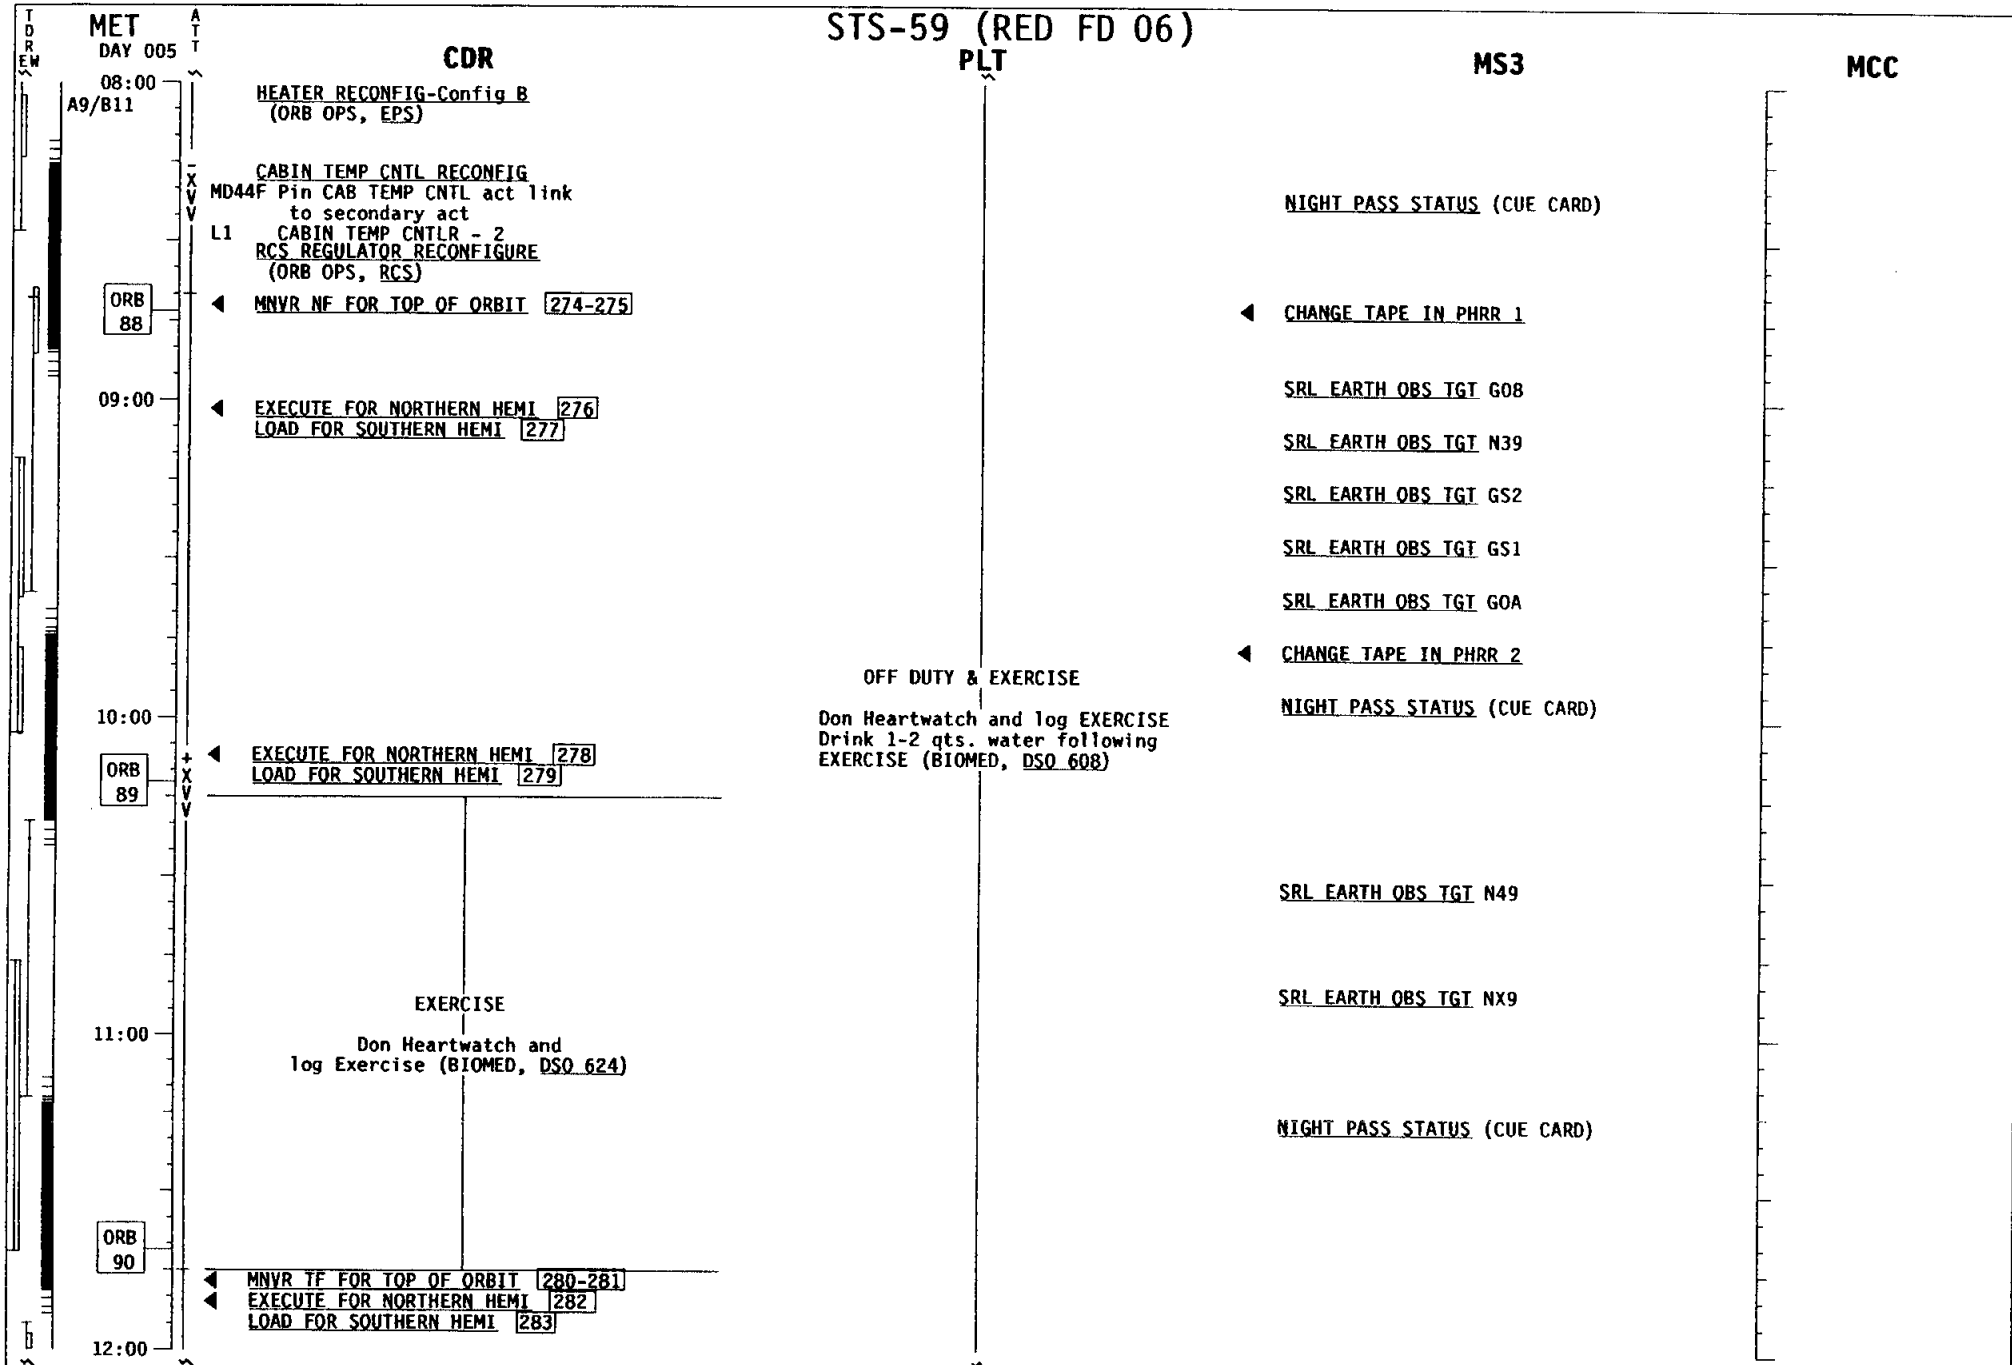 STS-59 (RED FD 06)
T
D
R
E W
MET
DAY 005
A
T
T
CDR
PLT
MS3
MCC
08:00
A9/B11
HEATER RECONFIG-Config B
(ORB OPS, EPS)
-
X
V
V
CABIN TEMP CNTL RECONFIG
MD44F Pin CAB TEMP CNTL act link
to secondary act
L1 CABIN TEMP CNTLR - 2
RCS REGULATOR RECONFIGURE
(ORB OPS, RCS)
NIGHT PASS STATUS (CUE CARD)
ORB
88
◀ MNVR NF FOR TOP OF ORBIT 274-275
◀ CHANGE TAPE IN PHRR 1
SRL EARTH OBS TGT G08
09:00
◀ EXECUTE FOR NORTHERN HEMI 276
LOAD FOR SOUTHERN HEMI 277
SRL EARTH OBS TGT N39
SRL EARTH OBS TGT GS2
SRL EARTH OBS TGT GS1
SRL EARTH OBS TGT G0A
◀ CHANGE TAPE IN PHRR 2
OFF DUTY & EXERCISE
NIGHT PASS STATUS (CUE CARD)
10:00
Don Heartwatch and log EXERCISE
Drink 1-2 qts. water following
EXERCISE (BIOMED, DSO 608)
◀ EXECUTE FOR NORTHERN HEMI 278
LOAD FOR SOUTHERN HEMI 279
ORB
89
+
X
V
V
SRL EARTH OBS TGT N49
SRL EARTH OBS TGT NX9
EXERCISE
11:00
Don Heartwatch and
log Exercise (BIOMED, DSO 624)
NIGHT PASS STATUS (CUE CARD)
ORB
90
◀ MNVR TF FOR TOP OF ORBIT 280-281
◀ EXECUTE FOR NORTHERN HEMI 282
LOAD FOR SOUTHERN HEMI 283
12:00